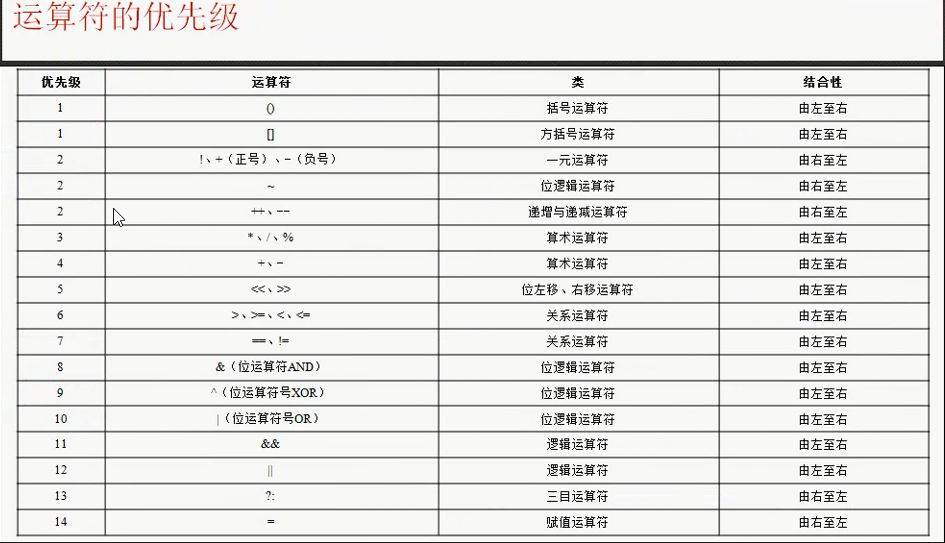 运算符的优先级
优先级 运算符 类 结合性
1 () 括号运算符 由左至右
1 [] 方括号运算符 由左至右
2 !、+（正号）、-（负号） 一元运算符 由右至左
2 ~ 位逻辑运算符 由右至左
2 ++、-- 递增与递减运算符 由右至左
3 *、/、% 算术运算符 由左至右
4 +、- 算术运算符 由左至右
5 <<、>> 位左移、右移运算符 由左至右
6 >、>=、<、<= 关系运算符 由左至右
7 ==、!= 关系运算符 由左至右
8 &（位运算符AND） 位逻辑运算符 由左至右
9 ^（位运算符号XOR） 位逻辑运算符 由左至右
10 |（位运算符号OR） 位逻辑运算符 由左至右
11 && 逻辑运算符 由左至右
12 || 逻辑运算符 由左至右
13 ?: 三目运算符 由右至左
14 = 赋值运算符 由右至左